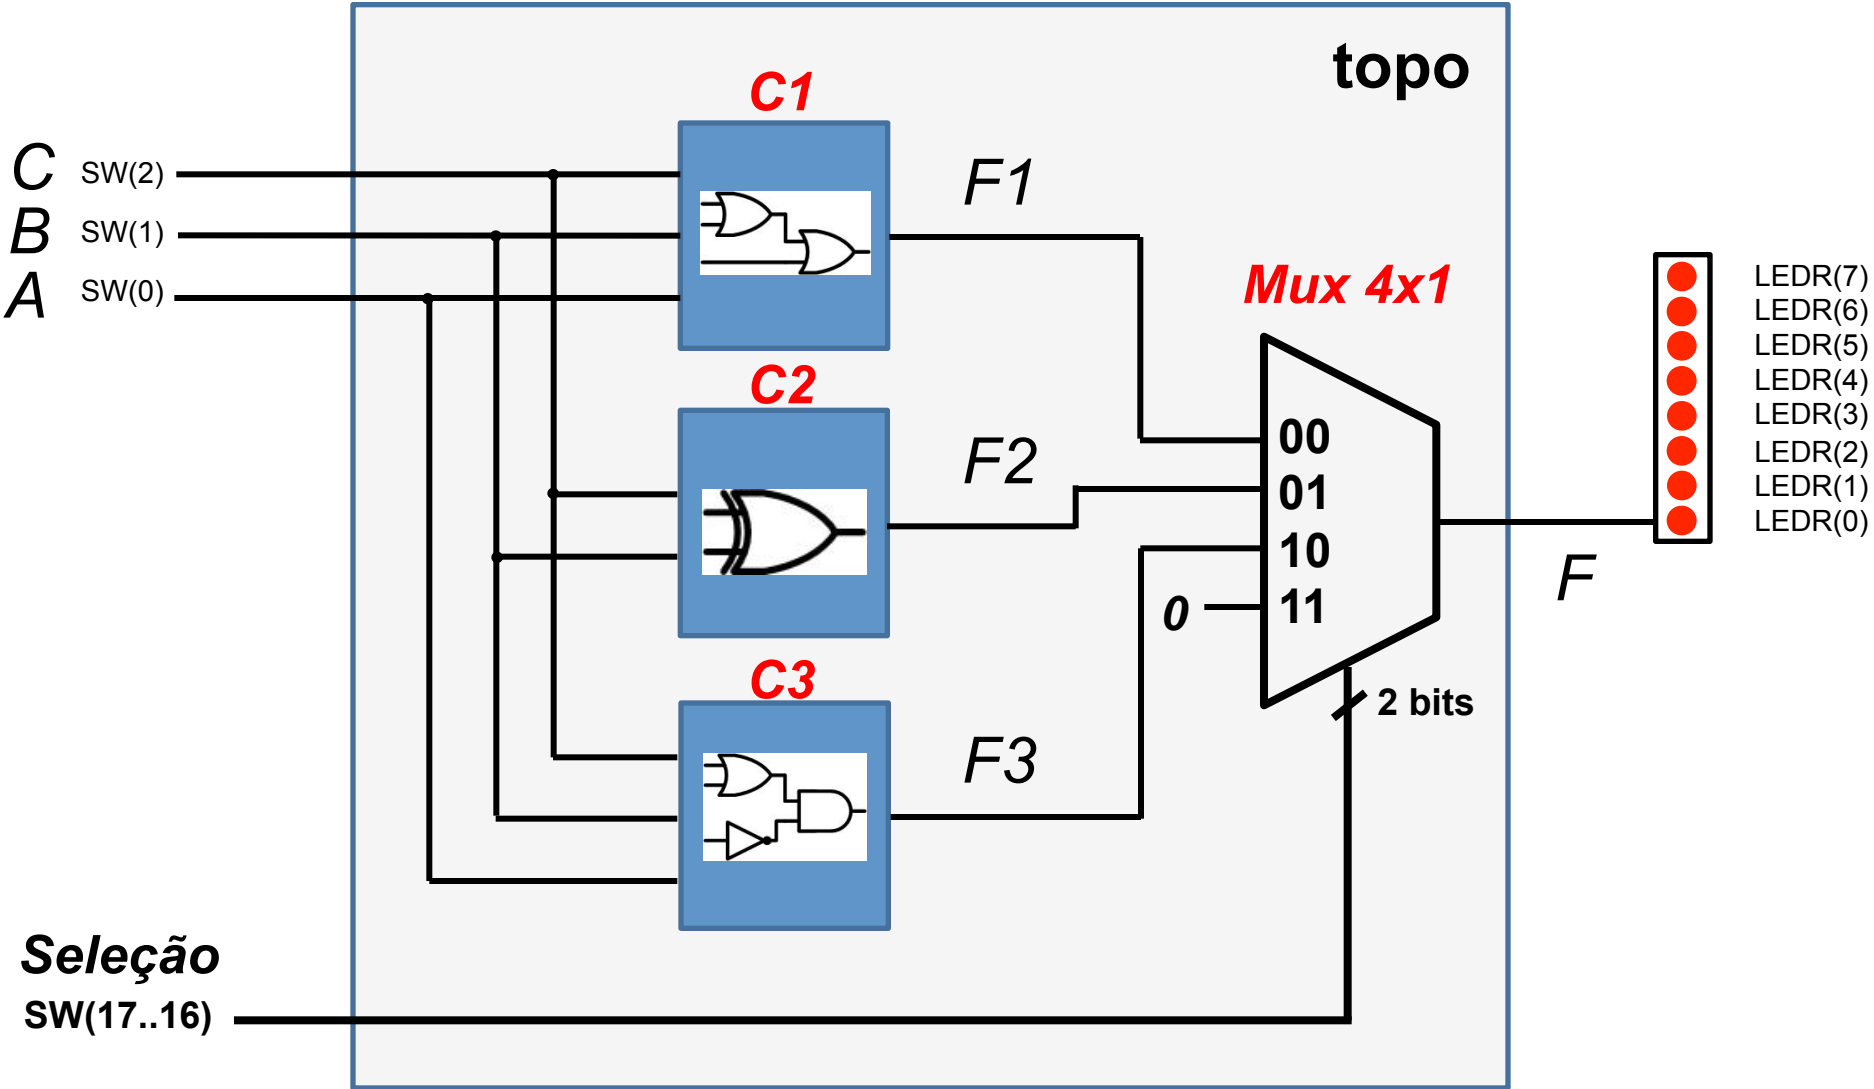 topo
C1
C SW(2)
B SW(1)
A SW(0)
F1
C2
F2
C3
F3
Mux 4x1
00
01
10
0 11
2 bits
F
LEDR(7)
LEDR(6)
LEDR(5)
LEDR(4)
LEDR(3)
LEDR(2)
LEDR(1)
LEDR(0)
Seleção
SW(17..16)